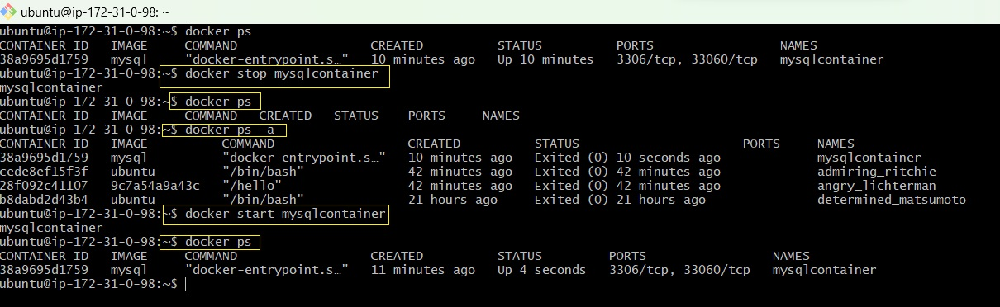 ubuntu@ip-172-31-0-98: ~
ubuntu@ip-172-31-0-98:~$ docker ps
CONTAINER ID   IMAGE     COMMAND                  CREATED          STATUS          PORTS                 NAMES
38a9695d1759   mysql     "docker-entrypoint.s…"   10 minutes ago   Up 10 minutes   3306/tcp, 33060/tcp   mysqlcontainer
ubuntu@ip-172-31-0-98:~$ docker stop mysqlcontainer
mysqlcontainer
ubuntu@ip-172-31-0-98:~$ docker ps
CONTAINER ID   IMAGE     COMMAND   CREATED   STATUS    PORTS     NAMES
ubuntu@ip-172-31-0-98:~$ docker ps -a
CONTAINER ID   IMAGE          COMMAND                  CREATED          STATUS                      PORTS     NAMES
38a9695d1759   mysql          "docker-entrypoint.s…"   10 minutes ago   Exited (0) 10 seconds ago             mysqlcontainer
cede8ef15f3f   ubuntu         "/bin/bash"              42 minutes ago   Exited (0) 42 minutes ago             admiring_ritchie
28f092c41107   9c7a54a9a43c   "/hello"                 42 minutes ago   Exited (0) 42 minutes ago             angry_lichterman
b8dabd2d43b4   ubuntu         "/bin/bash"              21 hours ago     Exited (0) 21 hours ago               determined_matsumoto
ubuntu@ip-172-31-0-98:~$ docker start mysqlcontainer
mysqlcontainer
ubuntu@ip-172-31-0-98:~$ docker ps
CONTAINER ID   IMAGE     COMMAND                  CREATED          STATUS         PORTS                 NAMES
38a9695d1759   mysql     "docker-entrypoint.s…"   11 minutes ago   Up 4 seconds   3306/tcp, 33060/tcp   mysqlcontainer
ubuntu@ip-172-31-0-98:~$